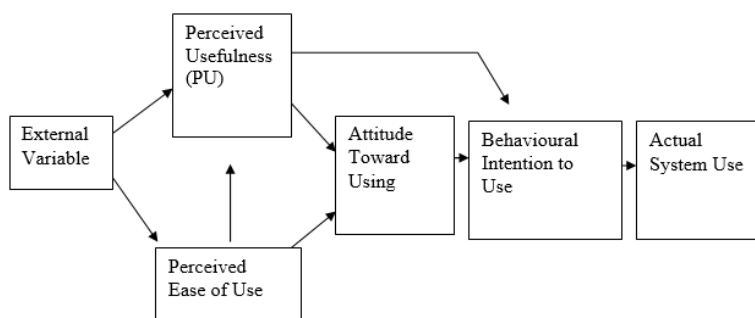 Perceived
Usefulness
(PU)
External
Variable
Attitude
Toward
Using
Behavioural
Intention to
Use
Actual
System Use
Perceived
Ease of Use